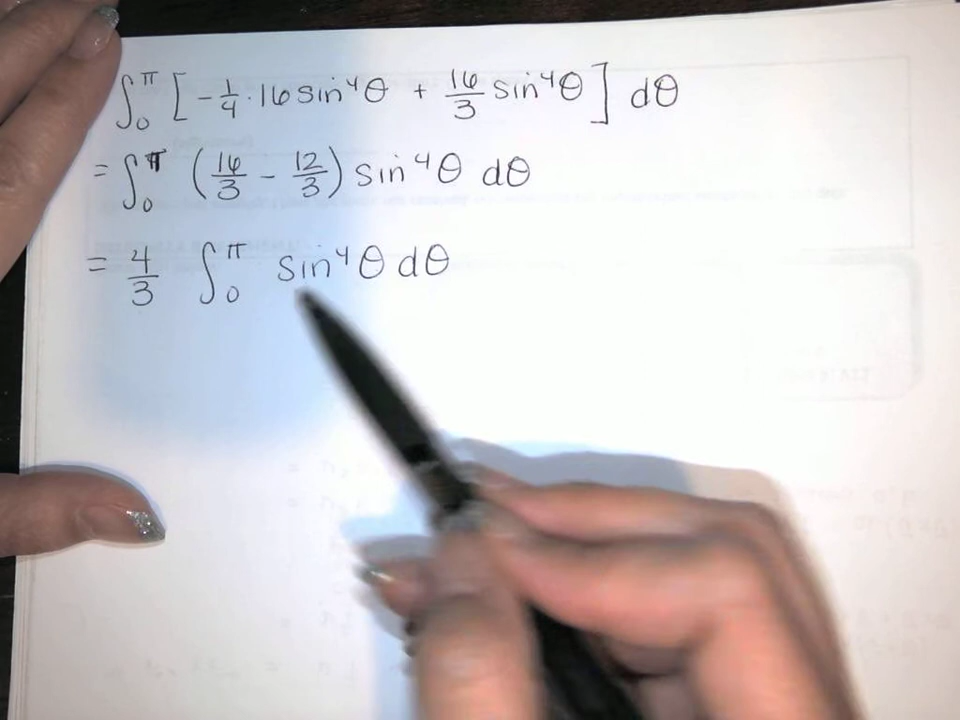 ∫₀^π [ -1/4 · 16 sin⁴θ + 16/3 sin⁴θ ] dθ
= ∫₀^π ( 16/3 - 12/3 ) sin⁴θ dθ
= 4/3 ∫₀^π sin⁴θ dθ